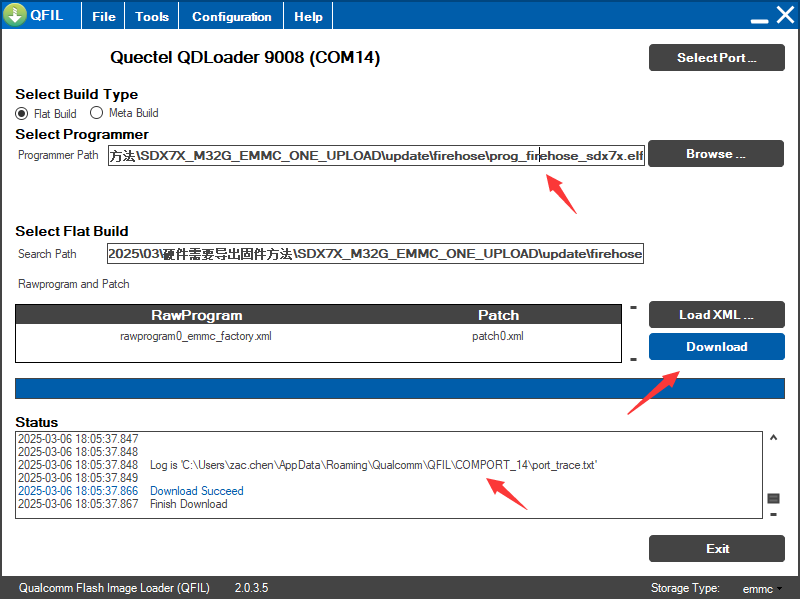 QFIL File Tools Configuration Help
Quectel QDLoader 9008 (COM14)
Select Port ...
Select Build Type
Flat Build Meta Build
Select Programmer
Programmer Path 方法\SDX7X_M32G_EMMC_ONE_UPLOAD\update\firehose\prog_firehose_sdx7x.elf Browse ...
Select Flat Build
Search Path 2025\03\硬件需要导出固件方法\SDX7X_M32G_EMMC_ONE_UPLOAD\update\firehose
Rawprogram and Patch
RawProgram Patch Load XML ...
rawprogram0_emmc_factory.xml patch0.xml
Download
Status
2025-03-06 18:05:37.847
2025-03-06 18:05:37.848
2025-03-06 18:05:37.848 Log is 'C:\Users\zac.chen\AppData\Roaming\Qualcomm\QFIL\COMPORT_14\port_trace.txt'
2025-03-06 18:05:37.849
2025-03-06 18:05:37.866 Download Succeed
2025-03-06 18:05:37.867 Finish Download
Exit
Qualcomm Flash Image Loader (QFIL) 2.0.3.5 Storage Type: emmc